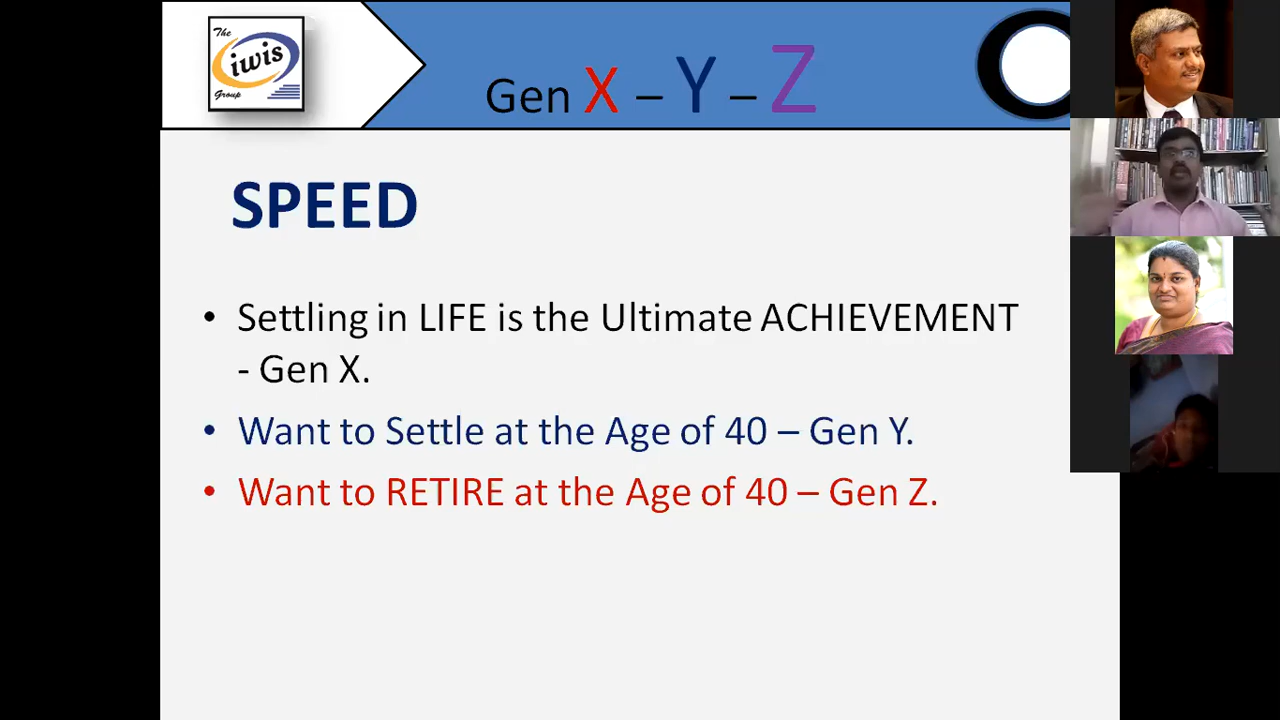 The
iwis
Group
Gen X – Y – Z
SPEED
• Settling in LIFE is the Ultimate ACHIEVEMENT
- Gen X.
• Want to Settle at the Age of 40 – Gen Y.
• Want to RETIRE at the Age of 40 – Gen Z.